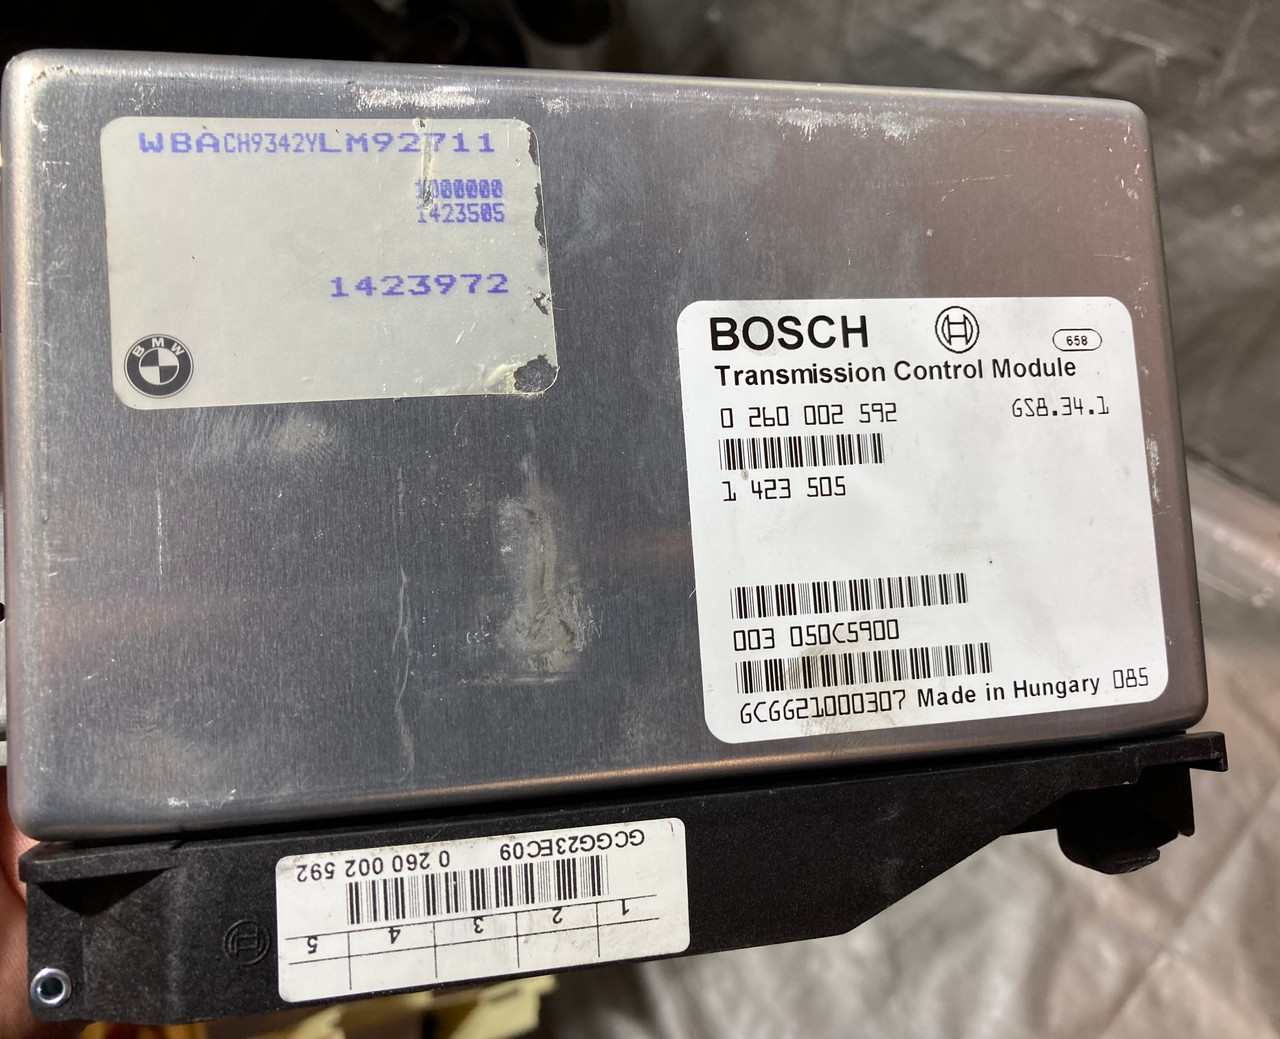 WBACH9342YLM92711
1000000
1423505
1423972
BMW
BOSCH
658
Transmission Control Module
0 260 002 592 GS8.34.1
1 423 505
003 050C5900
GCGG21000307 Made in Hungary 085
GCGG23EC09 0 260 002 592
1 2 3 4 5